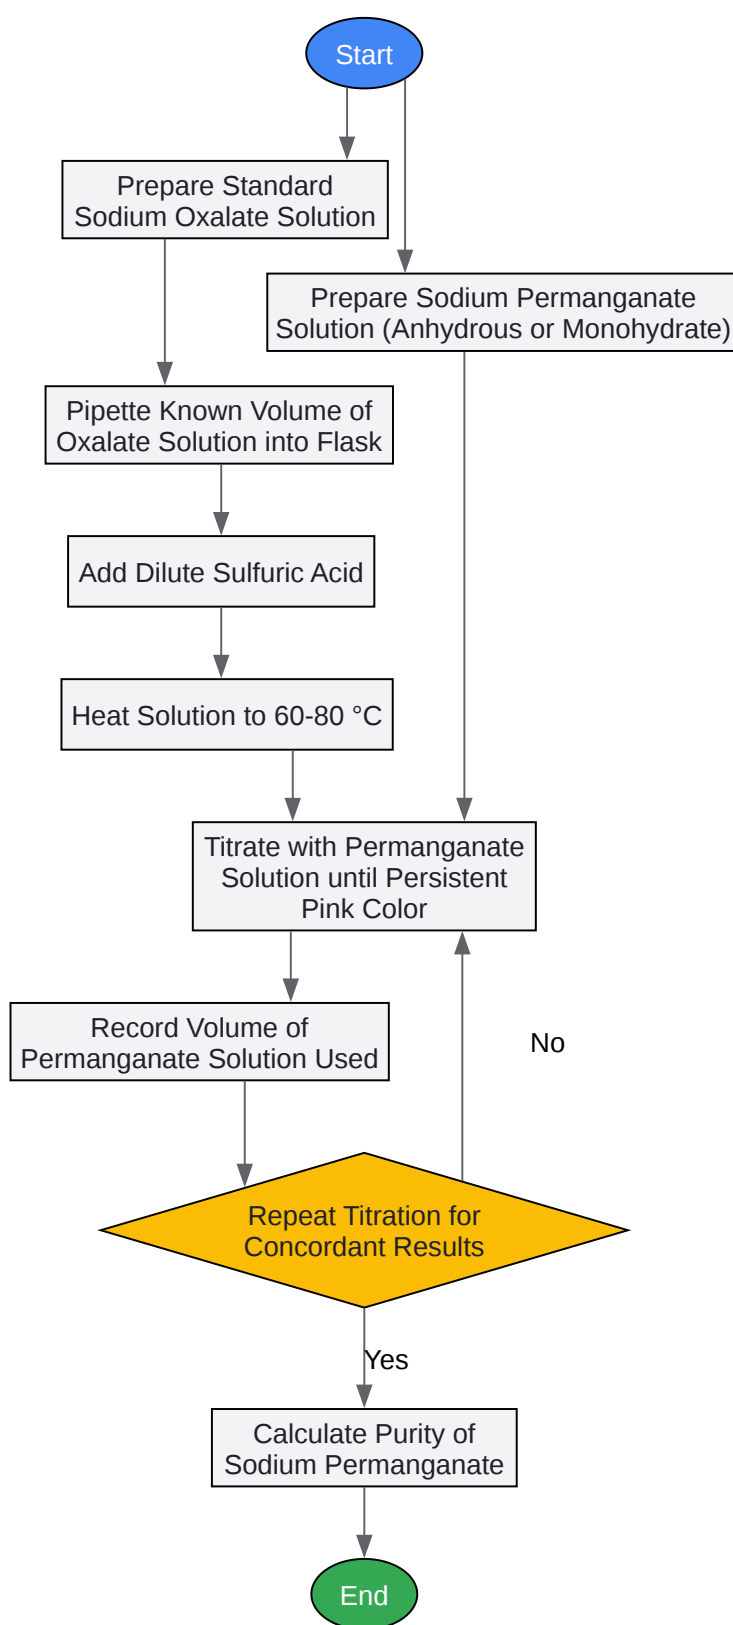 Start
Prepare Standard
Sodium Oxalate Solution
Prepare Sodium Permanganate
Solution (Anhydrous or Monohydrate)
Pipette Known Volume of
Oxalate Solution into Flask
Add Dilute Sulfuric Acid
Heat Solution to 60-80 °C
Titrate with Permanganate
Solution until Persistent
Pink Color
Record Volume of
Permanganate Solution Used
No
Repeat Titration for
Concordant Results
Yes
Calculate Purity of
Sodium Permanganate
End